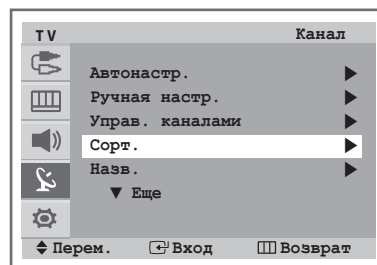 TV Канал
Автонастр.
Ручная настр.
Управ. каналами
Сорт.
Назв.
▼ Еще
Перем. Вход Возврат